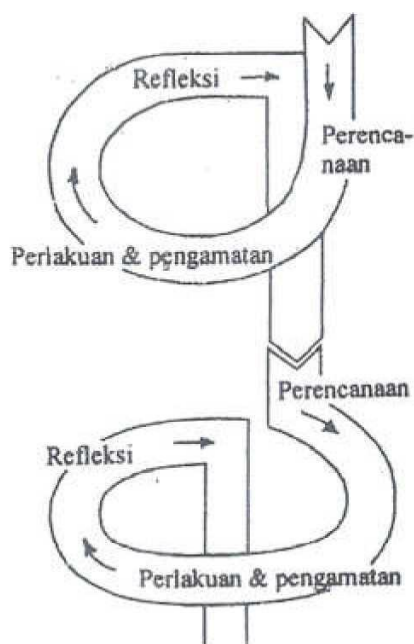 Refleksi
Perenca-
naan
Perlakuan & pengamatan
Perencanaan
Refleksi
Perlakuan & pengamatan